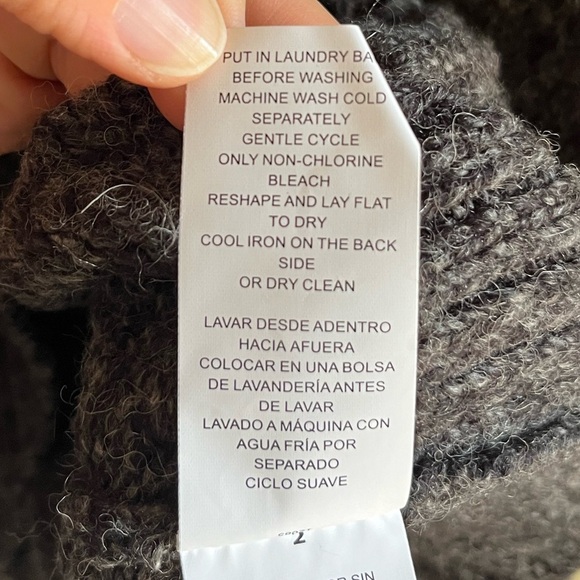 PUT IN LAUNDRY BA
BEFORE WASHING
MACHINE WASH COLD
SEPARATELY
GENTLE CYCLE
ONLY NON-CHLORINE
BLEACH
RESHAPE AND LAY FLAT
TO DRY
COOL IRON ON THE BACK
SIDE
OR DRY CLEAN
LAVAR DESDE ADENTRO
HACIA AFUERA
COLOCAR EN UNA BOLSA
DE LAVANDERÍA ANTES
DE LAVAR
LAVADO A MÁQUINA CON
AGUA FRÍA POR
SEPARADO
CICLO SUAVE
SIN